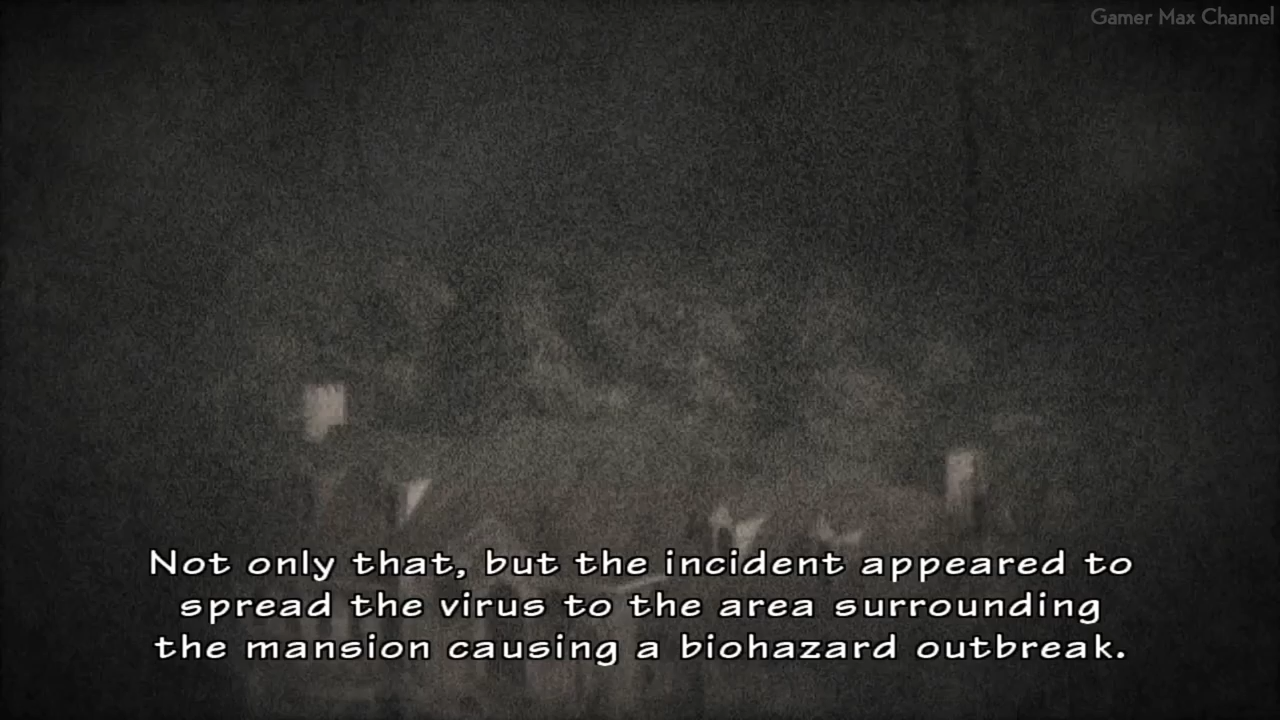 Gamer Max Channel
Not only that, but the incident appeared to
spread the virus to the area surrounding
the mansion causing a biohazard outbreak.